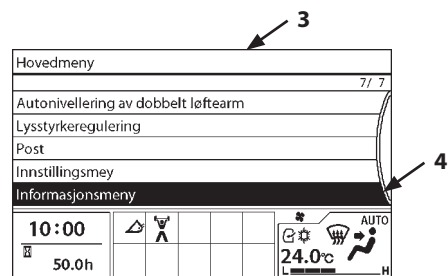 3
Hovedmeny
7/ 7
Autonivellering av dobbelt løftearm
Lysstyrkeregulering
Post
Innstillingsmey
Informasjonsmeny
4
10:00
AUTO
50.0h
24.0°C
L H